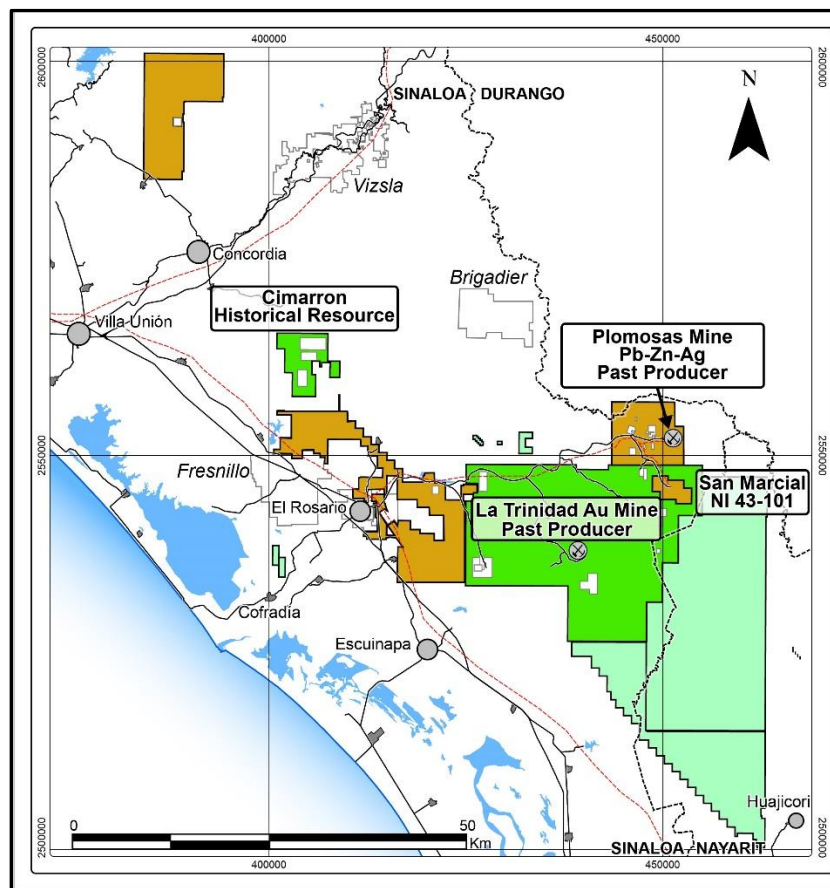 400000
450000
2600000
2600000
N
SINALOA DURANGO
Vizsla
Concordia
Brigadier
Cimarron
Historical Resource
Villa Unión
Plomosas Mine
Pb-Zn-Ag
Past Producer
2550000
2550000
Fresnillo
San Marcial
NI 43-101
El Rosario
La Trinidad Au Mine
Past Producer
Cofradia
Escuinapa
Huajicori
0
50
Km
SINALOA NAYARIT
2500000
2500000
400000
450000